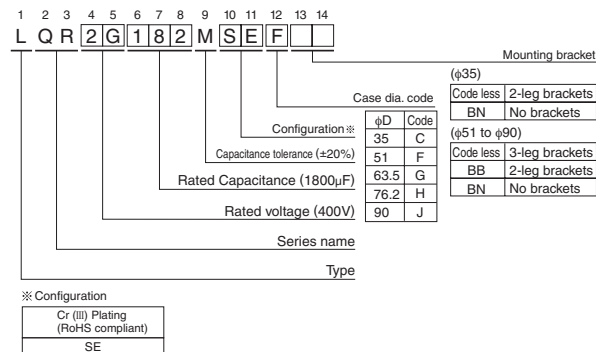 1 2 3 4 5 6 7 8 9 10 11 12 13 14
L Q R 2 G 1 8 2 M S E F
Mounting bracket
(φ35)
Code less 2-leg brackets
BN No brackets
(φ51 to φ90)
Code less 3-leg brackets
BB 2-leg brackets
BN No brackets
Case dia. code
φD Code
35 C
51 F
63.5 G
76.2 H
90 J
Configuration※
Capacitance tolerance (±20%)
Rated Capacitance (1800μF)
Rated voltage (400V)
Series name
Type
※ Configuration
Cr (III) Plating
(RoHS compliant)
SE